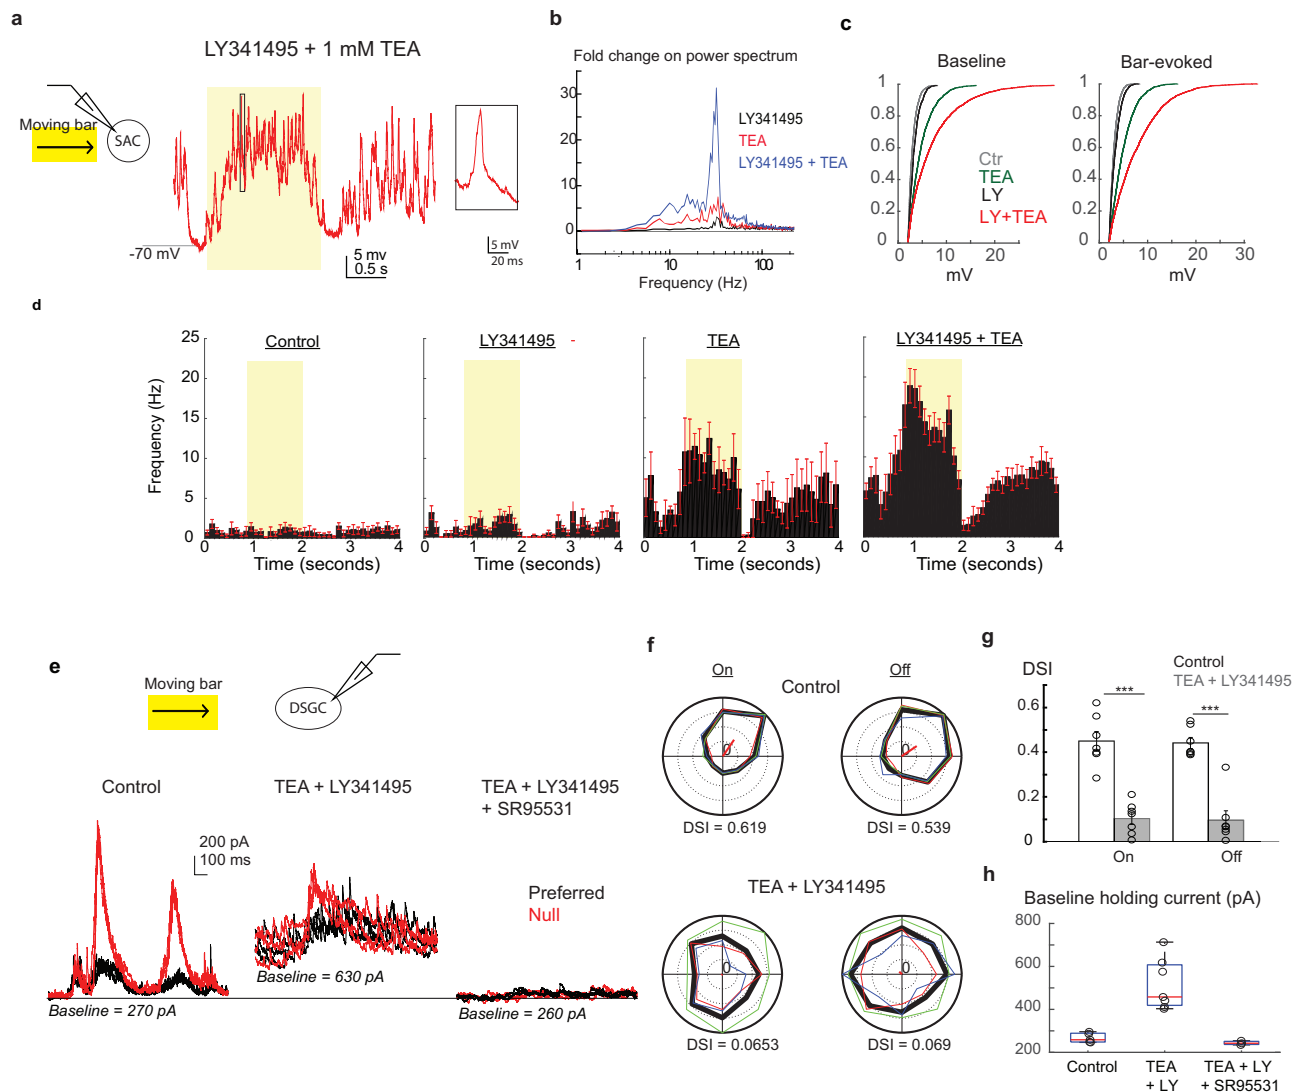 a
LY341495 + 1 mM TEA
Moving bar
SAC
-70 mV
5 mv
0.5 s
5 mV
20 ms
b
Fold change on power spectrum
30
20
10
0
LY341495
TEA
LY341495 + TEA
1
10
100
Frequency (Hz)
c
Baseline
Bar-evoked
1
0.8
0.6
0.4
0.2
0
Ctr
TEA
LY
LY+TEA
0
10
20
mV
1
0.8
0.6
0.4
0.2
0
0
10
20
30
mV
d
Control
LY341495
TEA
LY341495 + TEA
25
20
15
10
5
0
Frequency (Hz)
0 1 2 3 4
0 1 2 3 4
0 1 2 3 4
0 1 2 3 4
Time (seconds)
Time (seconds)
Time (seconds)
Time (seconds)
e
Moving bar
DSGC
Control
TEA + LY341495
TEA + LY341495
+ SR95531
200 pA
100 ms
Preferred
Null
Baseline = 630 pA
Baseline = 270 pA
Baseline = 260 pA
f
On
Off
Control
0
0
DSI = 0.619
DSI = 0.539
TEA + LY341495
0
0
DSI = 0.0653
DSI = 0.069
g
DSI
Control
TEA + LY341495
***
***
0.6
0.4
0.2
0
On
Off
h
Baseline holding current (pA)
800
600
400
200
Control
TEA
+ LY
TEA + LY
+ SR95531